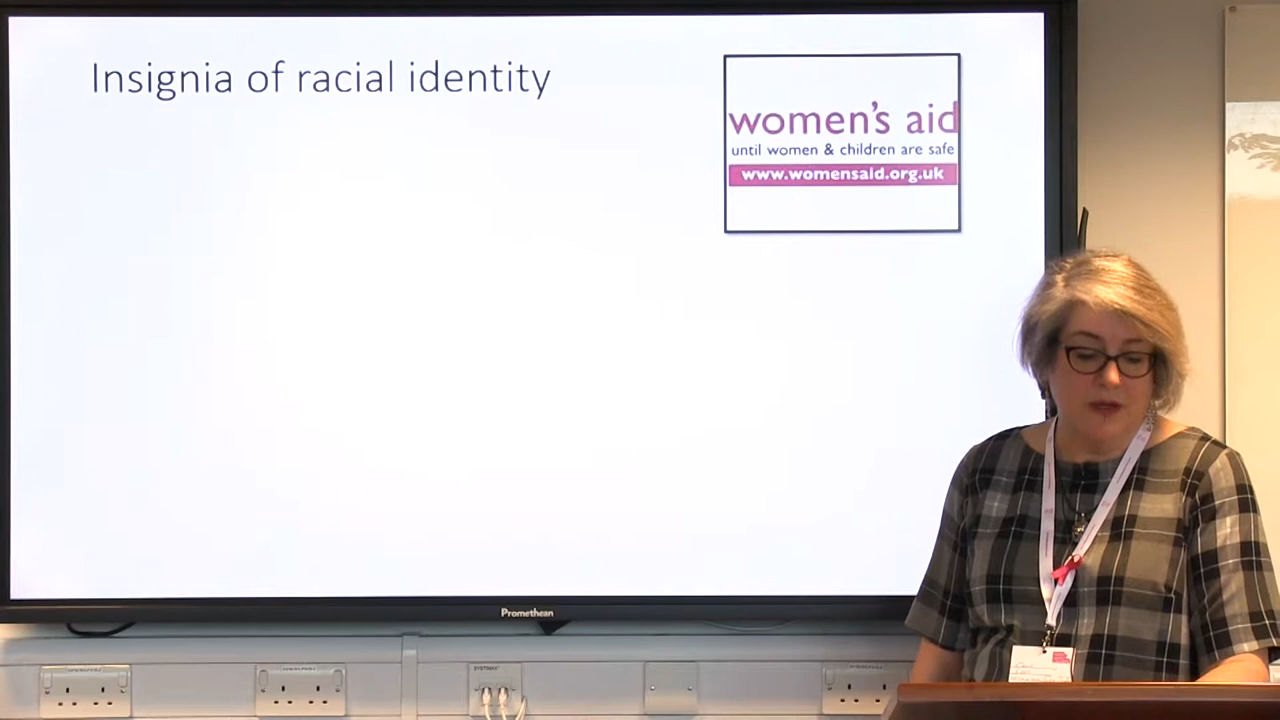 Insignia of racial identity
women's aid
until women & children are safe
www.womensaid.org.uk
Promethean